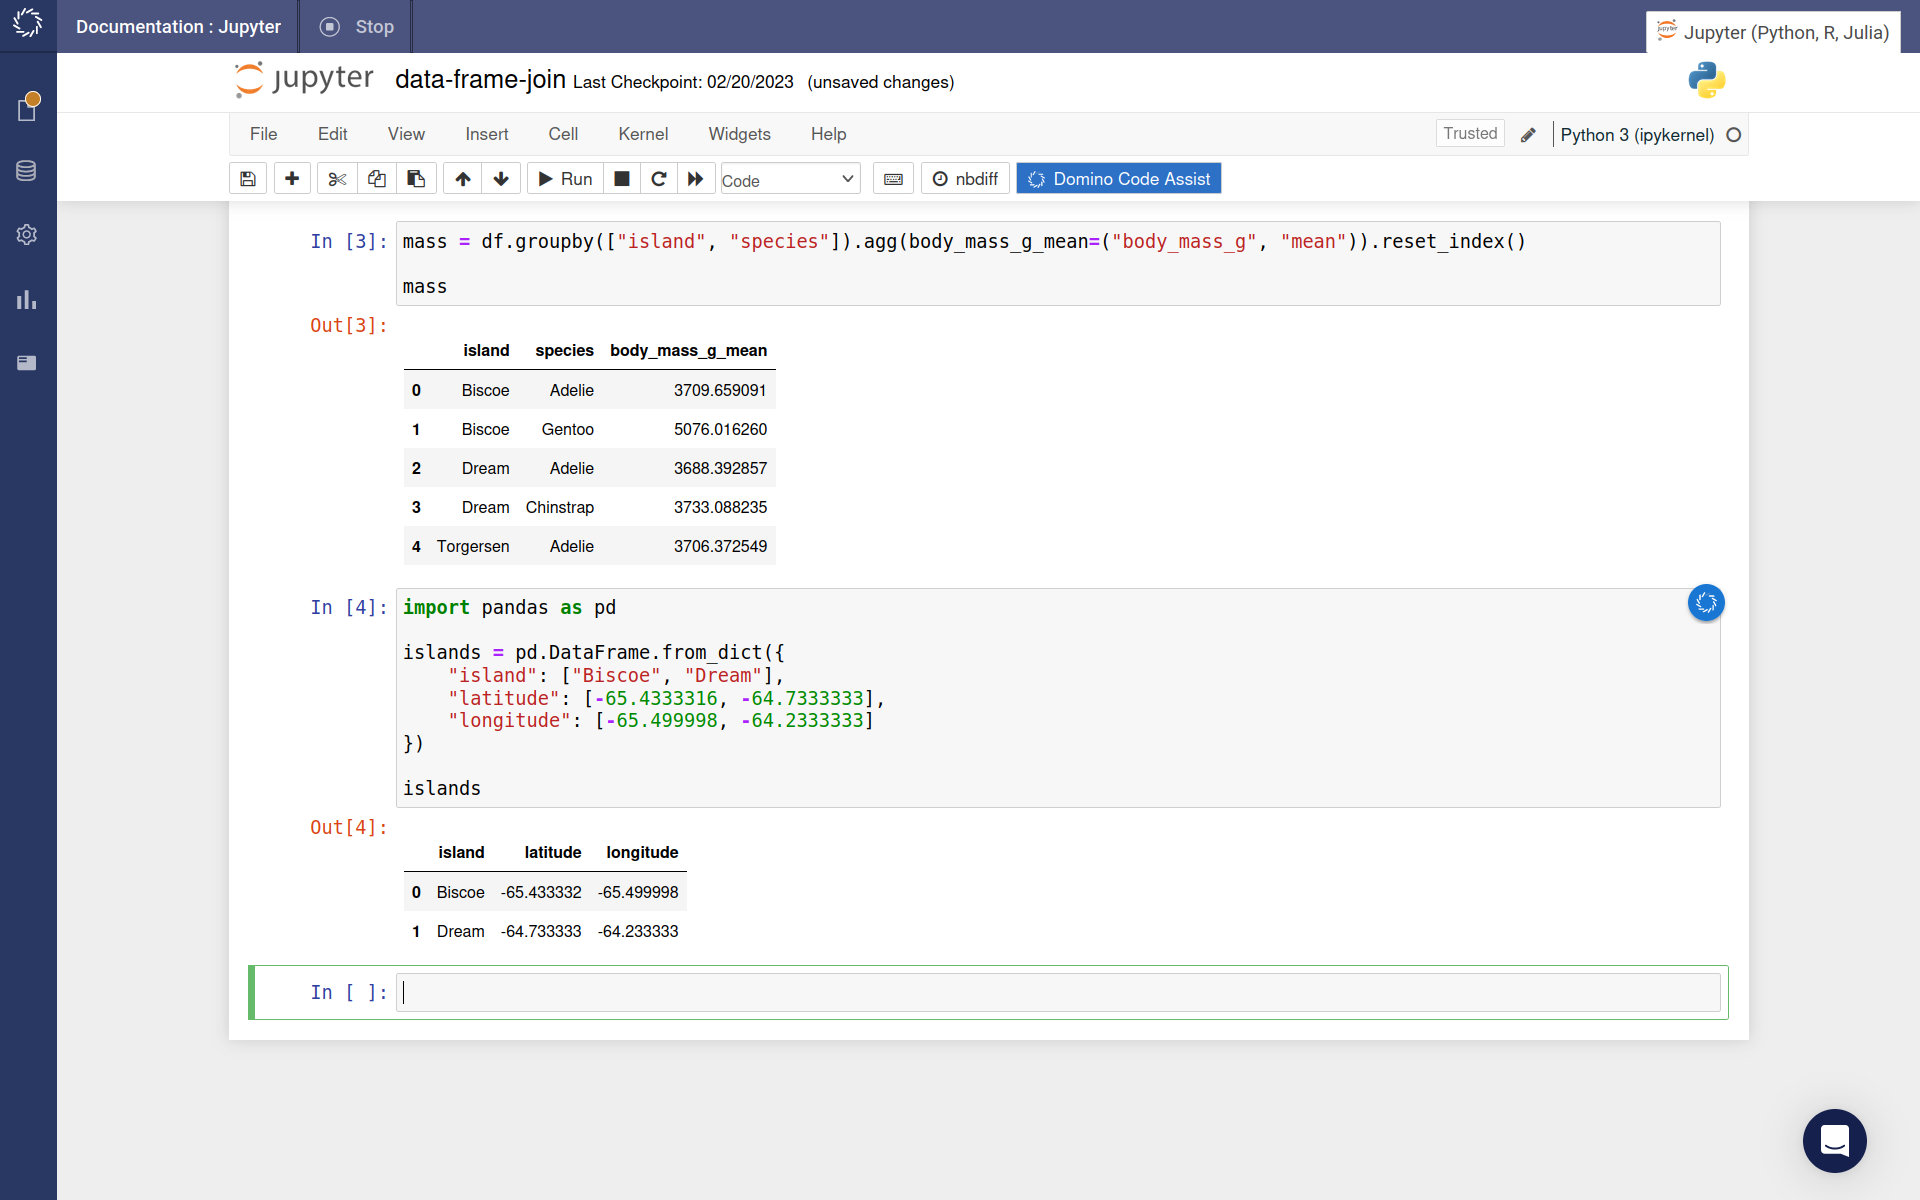 Documentation : Jupyter
Stop
Jupyter (Python, R, Julia)
jupyter
data-frame-join Last Checkpoint: 02/20/2023 (unsaved changes)
File Edit View Insert Cell Kernel Widgets Help
Trusted
Python 3 (ipykernel)
Run
Code
nbdiff
Domino Code Assist
In [3]: mass = df.groupby(["island", "species"]).agg(body_mass_g_mean=("body_mass_g", "mean")).reset_index()
mass
Out[3]:
island species body_mass_g_mean
0 Biscoe Adelie 3709.659091
1 Biscoe Gentoo 5076.016260
2 Dream Adelie 3688.392857
3 Dream Chinstrap 3733.088235
4 Torgersen Adelie 3706.372549
In [4]: import pandas as pd
islands = pd.DataFrame.from_dict({
    "island": ["Biscoe", "Dream"],
    "latitude": [-65.4333316, -64.7333333],
    "longitude": [-65.499998, -64.2333333]
})
islands
Out[4]:
island latitude longitude
0 Biscoe -65.433332 -65.499998
1 Dream -64.733333 -64.233333
In [ ]: